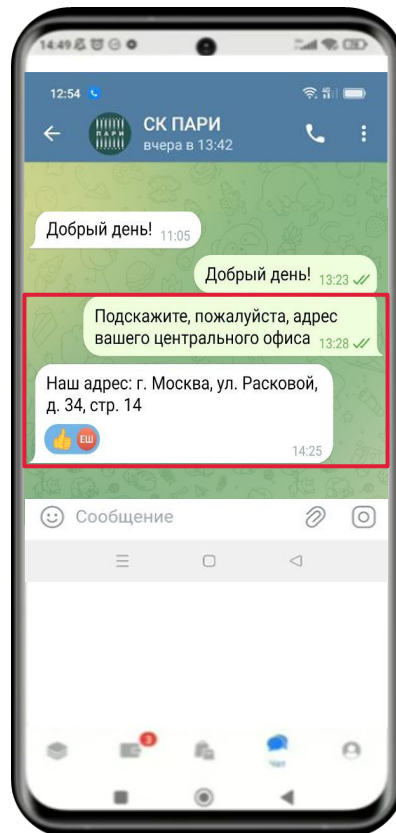 14:49
12:54
ПАРИ
СК ПАРИ
вчера в 13:42
Добрый день! 11:05
Добрый день! 13:23
Подскажите, пожалуйста, адрес
вашего центрального офиса 13:28
Наш адрес: г. Москва, ул. Расковой,
д. 34, стр. 14
ЕШ
14:25
Сообщение
3
Чат